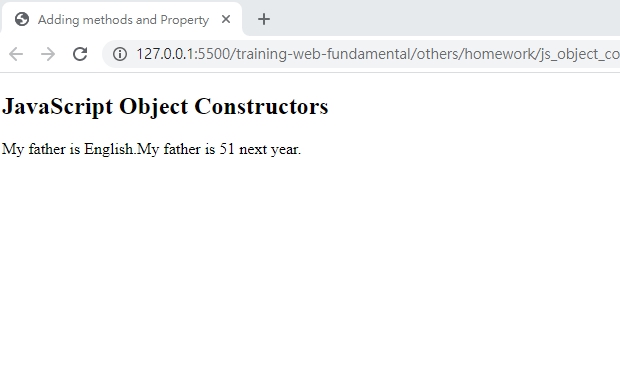 Adding methods and Property
127.0.0.1:5500/training-web-fundamental/others/homework/js_object_co
JavaScript Object Constructors
My father is English.My father is 51 next year.